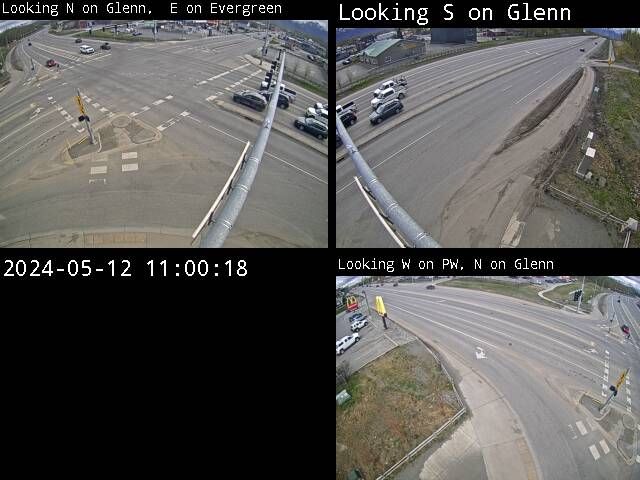 Looking N on Glenn,  E on Evergreen
Looking S on Glenn
2024-05-12 11:00:18
Looking W on PW, N on Glenn